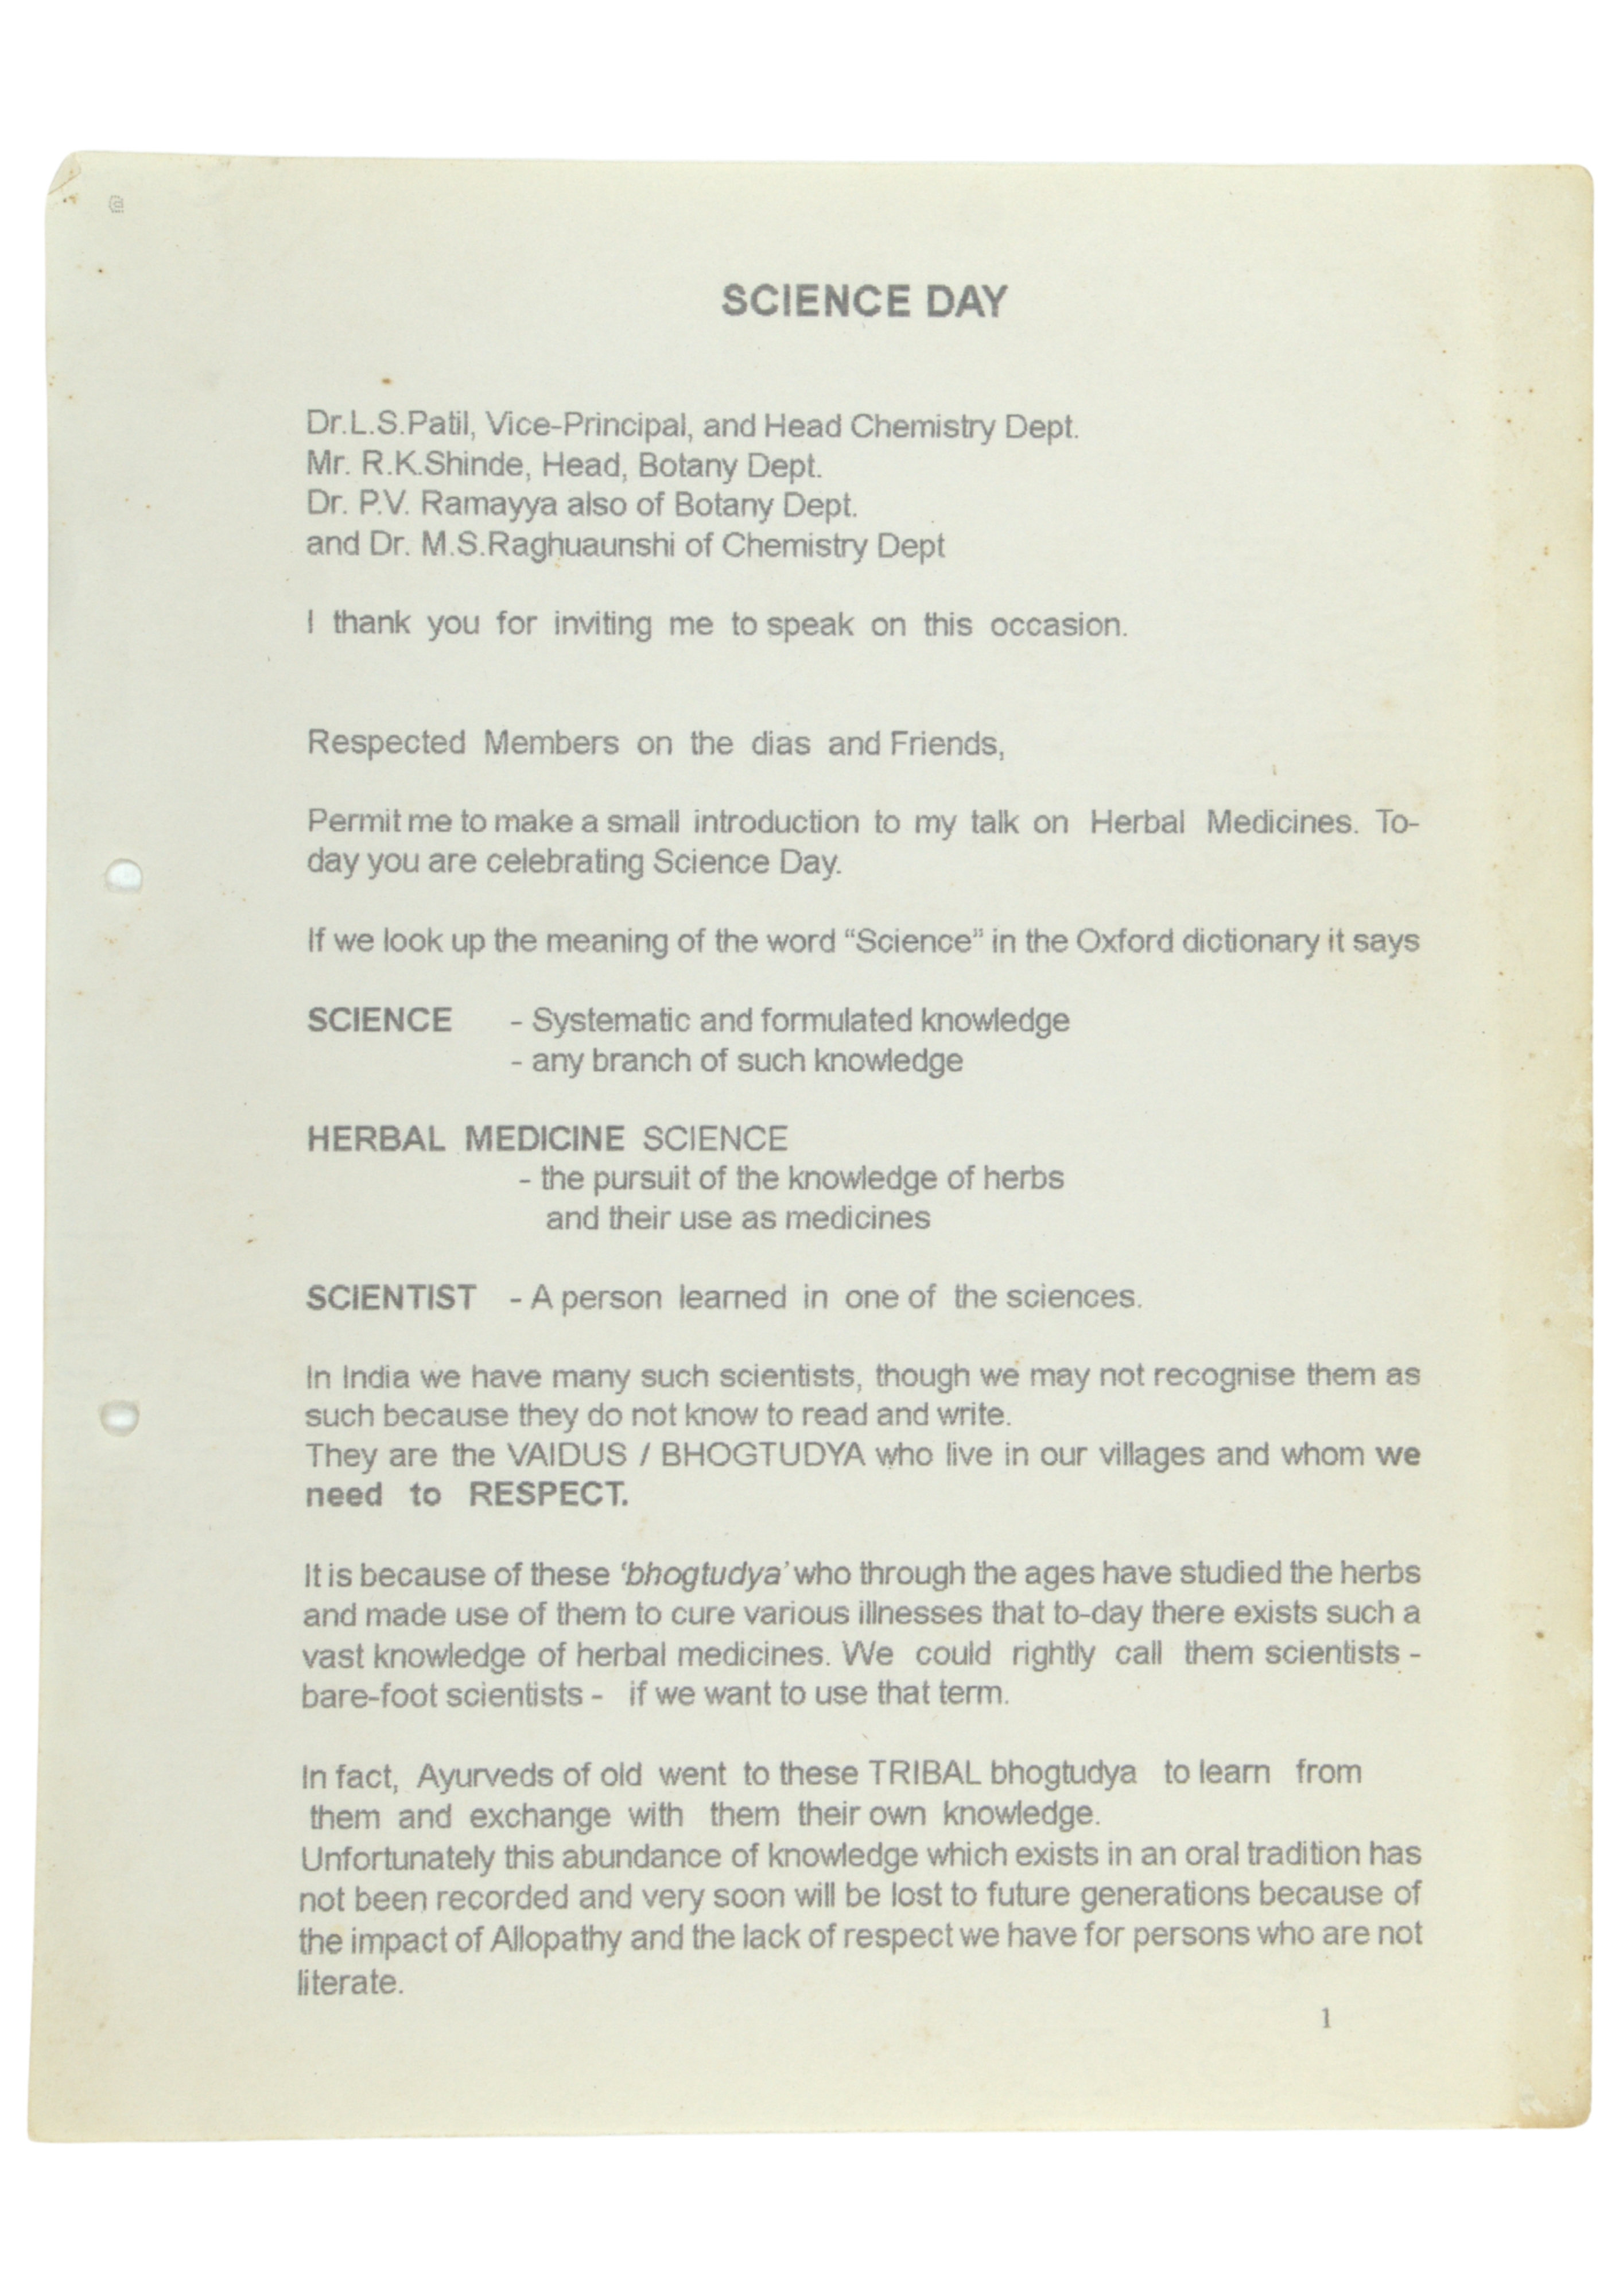 @
SCIENCE DAY
Dr.L.S.Patil, Vice-Principal, and Head Chemistry Dept.
Mr. R.K.Shinde, Head, Botany Dept.
Dr. P.V. Ramayya also of Botany Dept.
and Dr. M.S.Raghuaunshi of Chemistry Dept
I thank you for inviting me to speak on this occasion.
Respected Members on the dias and Friends,
Permit me to make a small introduction to my talk on Herbal Medicines. To-
day you are celebrating Science Day.
If we look up the meaning of the word “Science” in the Oxford dictionary it says
SCIENCE - Systematic and formulated knowledge
- any branch of such knowledge
HERBAL MEDICINE SCIENCE
- the pursuit of the knowledge of herbs
and their use as medicines
SCIENTIST - A person learned in one of the sciences.
In India we have many such scientists, though we may not recognise them as
such because they do not know to read and write.
They are the VAIDUS / BHOGTUDYA who live in our villages and whom we
need to RESPECT.
It is because of these ‘bhogtudya’ who through the ages have studied the herbs
and made use of them to cure various illnesses that to-day there exists such a
vast knowledge of herbal medicines. We could rightly call them scientists -
bare-foot scientists - if we want to use that term.
In fact, Ayurveds of old went to these TRIBAL bhogtudya to learn from
them and exchange with them their own knowledge.
Unfortunately this abundance of knowledge which exists in an oral tradition has
not been recorded and very soon will be lost to future generations because of
the impact of Allopathy and the lack of respect we have for persons who are not
literate.
1